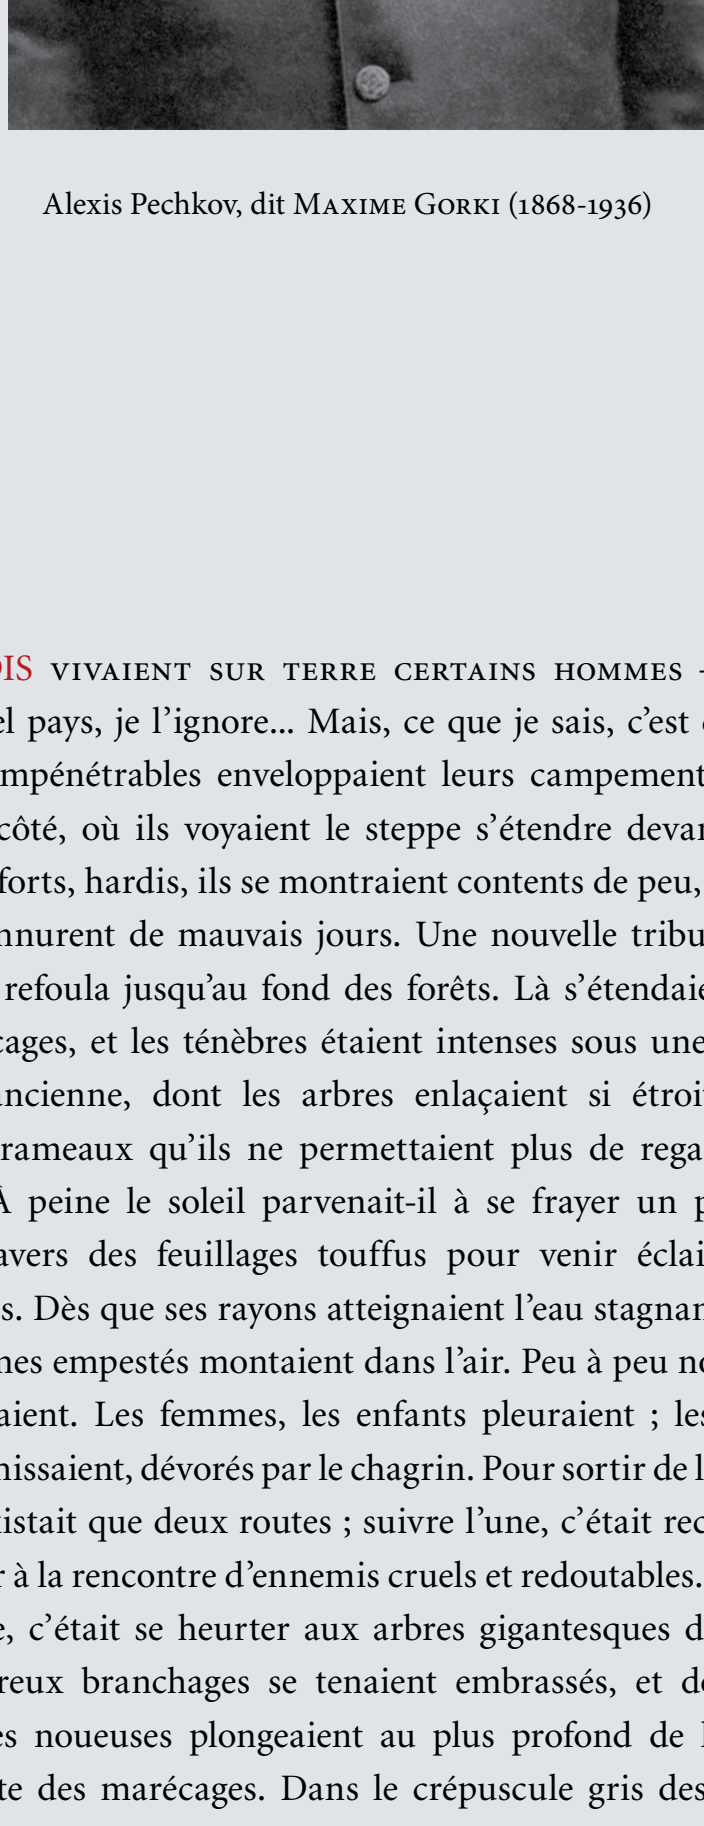 Alexis Pechkov, dit Maxime Gorki (1868-1936)
OIS vivaient sur terre certains hommes -
el pays, je l’ignore... Mais, ce que je sais, c’est
mpénétrables enveloppaient leurs campement
côté, où ils voyaient le steppe s’étendre devan
forts, hardis, ils se montraient contents de peu,
nnurent de mauvais jours. Une nouvelle tribu
refoula jusqu’au fond des forêts. Là s’étendaie
cages, et les ténèbres étaient intenses sous une
ancienne, dont les arbres enlaçaient si étroi
rameaux qu’ils ne permettaient plus de rega
À peine le soleil parvenait-il à se frayer un p
avers des feuillages touffus pour venir éclai
s. Dès que ses rayons atteignaient l’eau stagnan
nes empestés montaient dans l’air. Peu à peu no
aient. Les femmes, les enfants pleuraient ; les
nissaient, dévorés par le chagrin. Pour sortir de l
xistait que deux routes ; suivre l’une, c’était rec
r à la rencontre d’ennemis cruels et redoutables.
e, c’était se heurter aux arbres gigantesques d
reux branchages se tenaient embrassés, et de
es noueuses plongeaient au plus profond de l
te des marécages. Dans le crépuscule gris des